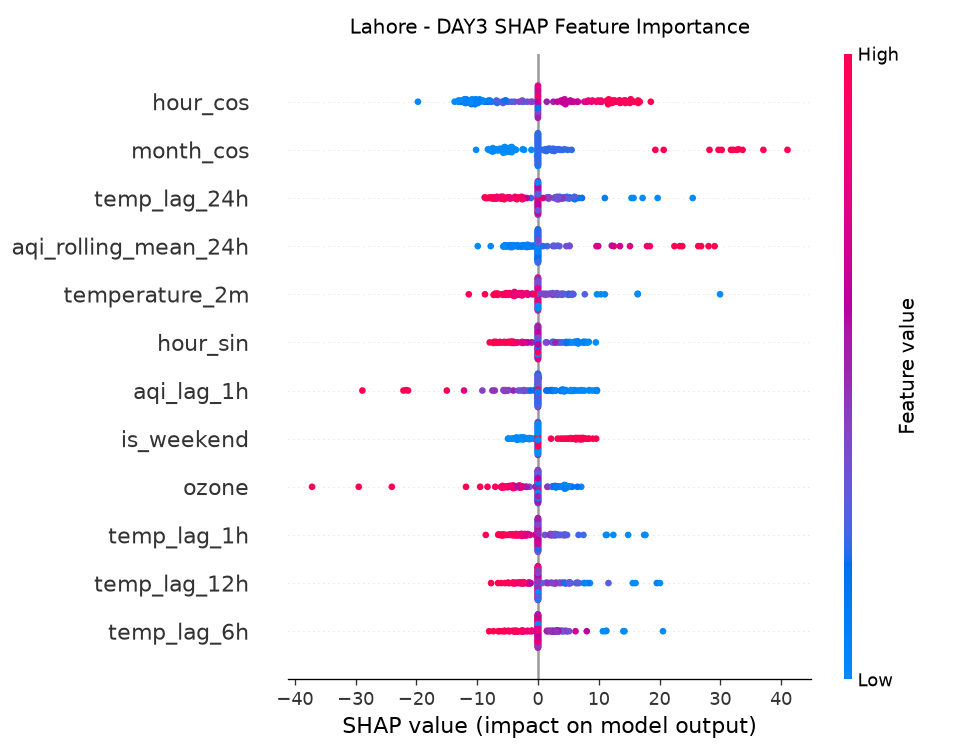 Lahore - DAY3 SHAP Feature Importance
High
hour_cos
month_cos
temp_lag_24h
aqi_rolling_mean_24h
temperature_2m
hour_sin
aqi_lag_1h
is_weekend
ozone
temp_lag_1h
temp_lag_12h
temp_lag_6h
Feature value
Low
−40 −30 −20 −10 0 10 20 30 40
SHAP value (impact on model output)